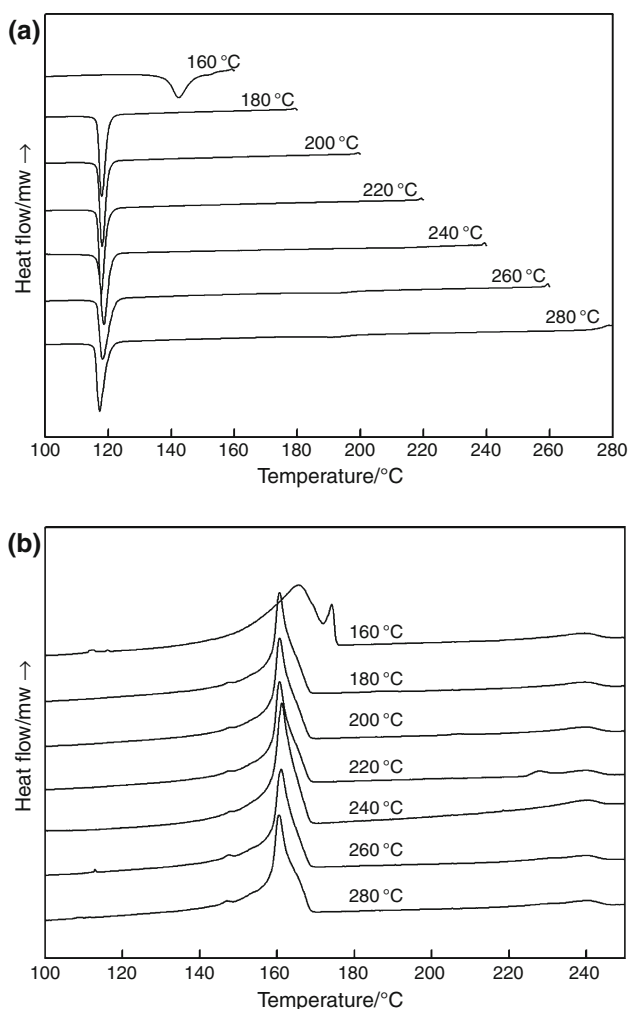 (a)
Heat flow/mw →
160 °C
180 °C
200 °C
220 °C
240 °C
260 °C
280 °C
100 120 140 160 180 200 220 240 260 280
Temperature/°C
(b)
Heat flow/mw →
160 °C
180 °C
200 °C
220 °C
240 °C
260 °C
280 °C
100 120 140 160 180 200 220 240
Temperature/°C